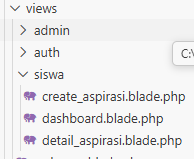 views
admin
auth
siswa
create_aspirasi.blade.php
dashboard.blade.php
detail_aspirasi.blade.php